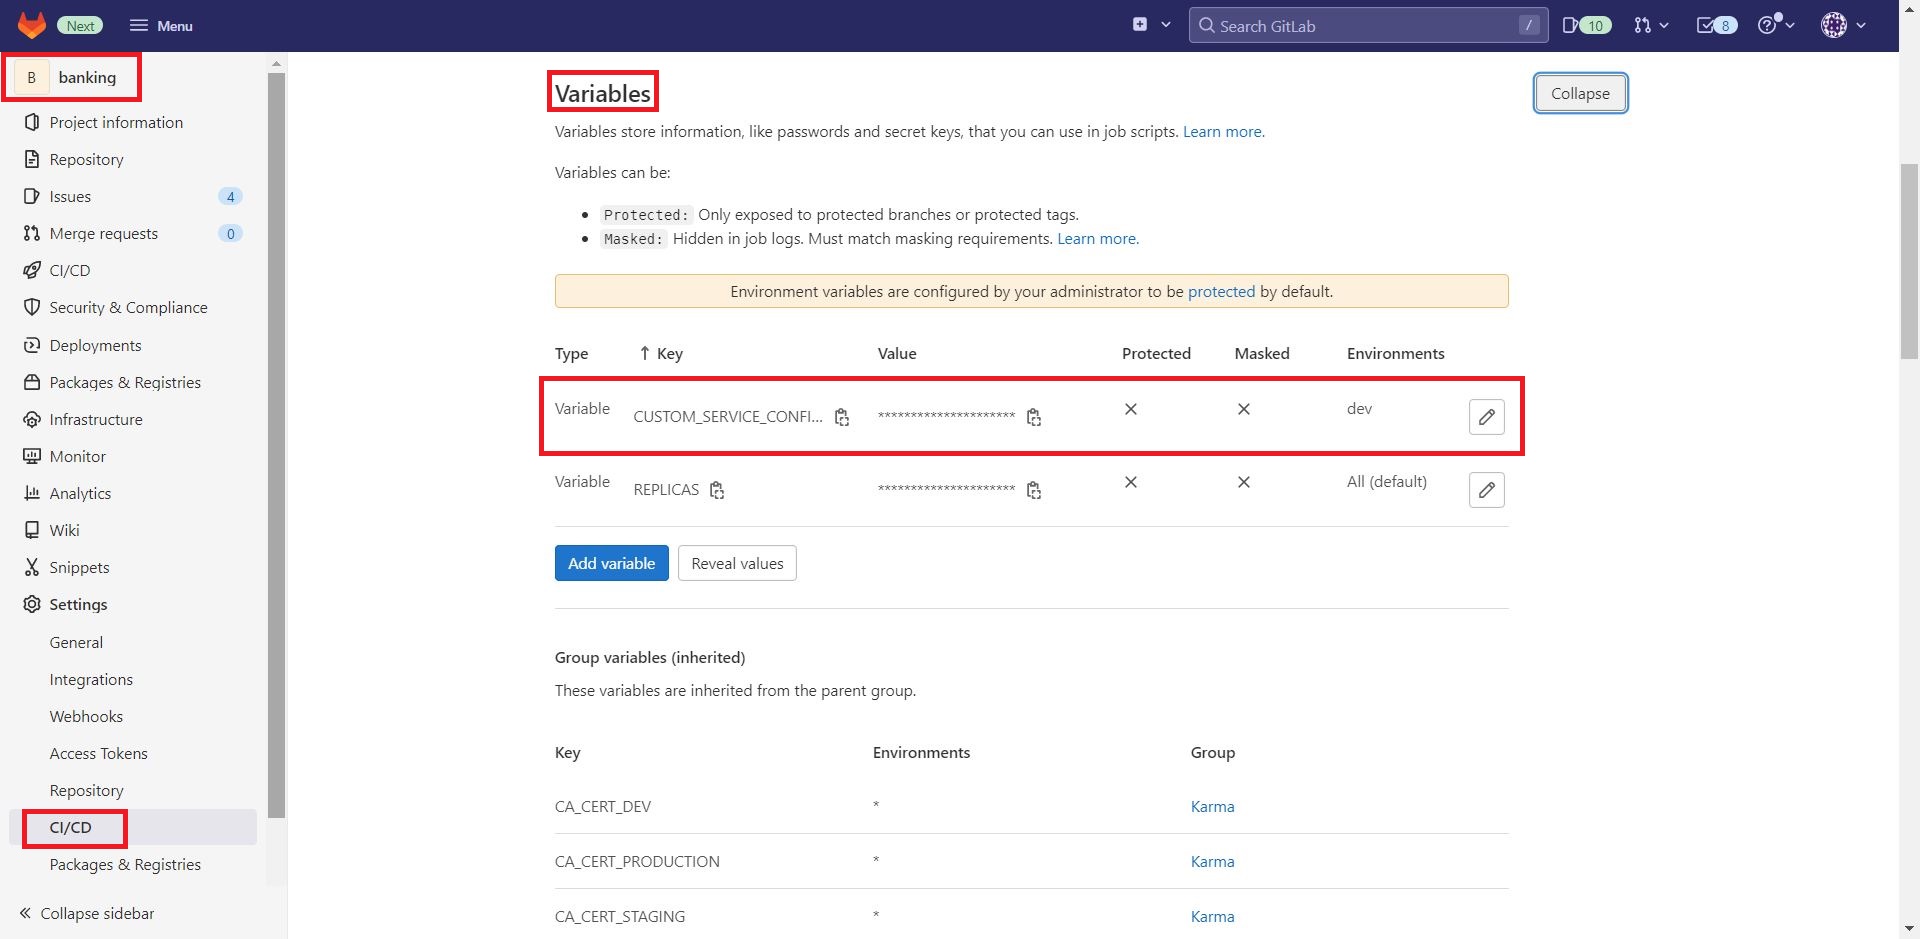 Next
Menu
Search GitLab
/
10
8
B
banking
Project information
Repository
Issues
4
Merge requests
0
CI/CD
Security & Compliance
Deployments
Packages & Registries
Infrastructure
Monitor
Analytics
Wiki
Snippets
Settings
General
Integrations
Webhooks
Access Tokens
Repository
CI/CD
Packages & Registries
Collapse sidebar
Variables
Collapse
Variables store information, like passwords and secret keys, that you can use in job scripts. Learn more.
Variables can be:
• Protected: Only exposed to protected branches or protected tags.
• Masked: Hidden in job logs. Must match masking requirements. Learn more.
Environment variables are configured by your administrator to be protected by default.
Type ↑ Key Value Protected Masked Environments
Variable CUSTOM_SERVICE_CONFI... ********************* dev
Variable REPLICAS ********************* All (default)
Add variable Reveal values
Group variables (inherited)
These variables are inherited from the parent group.
Key Environments Group
CA_CERT_DEV * Karma
CA_CERT_PRODUCTION * Karma
CA_CERT_STAGING * Karma